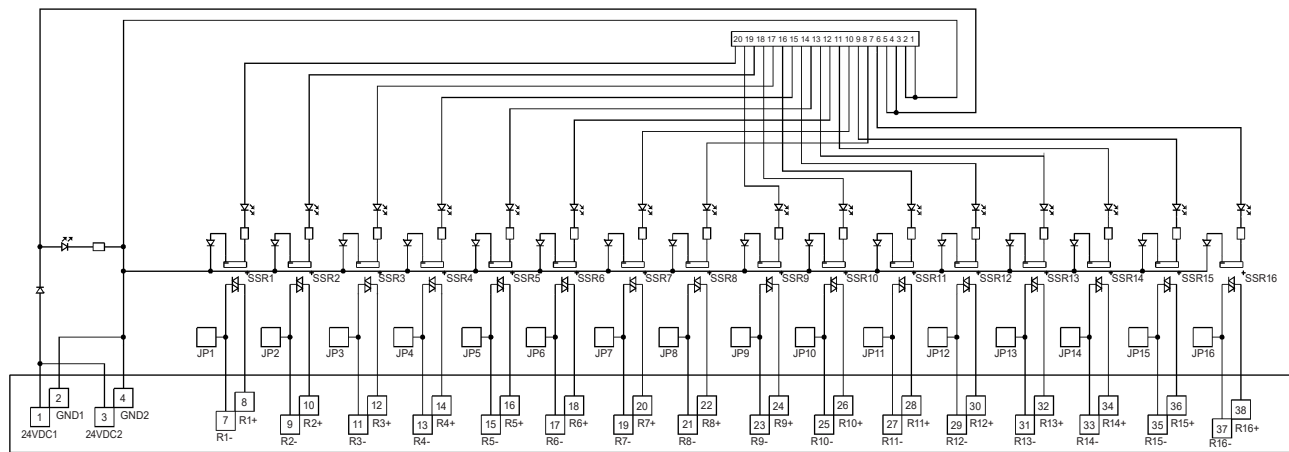 20 19 18 17 16 15 14 13 12 11 10 9 8 7 6 5 4 3 2 1
SSR1 SSR2 SSR3 SSR4 SSR5 SSR6 SSR7 SSR8 SSR9 SSR10 SSR11 SSR12 SSR13 SSR14 SSR15 SSR16
JP1 JP2 JP3 JP4 JP5 JP6 JP7 JP8 JP9 JP10 JP11 JP12 JP13 JP14 JP15 JP16
2 4 8 10 12 14 16 18 20 22 24 26 28 30 32 34 36 38
GND1 GND2 R1+ R2+ R3+ R4+ R5+ R6+ R7+ R8+ R9+ R10+ R11+ R12+ R13+ R14+ R15+ R16+
1 3 7 9 11 13 15 17 19 21 23 25 27 29 31 33 35 37
24VDC1 24VDC2 R1- R2- R3- R4- R5- R6- R7- R8- R9- R10- R11- R12- R13- R14- R15- R16-